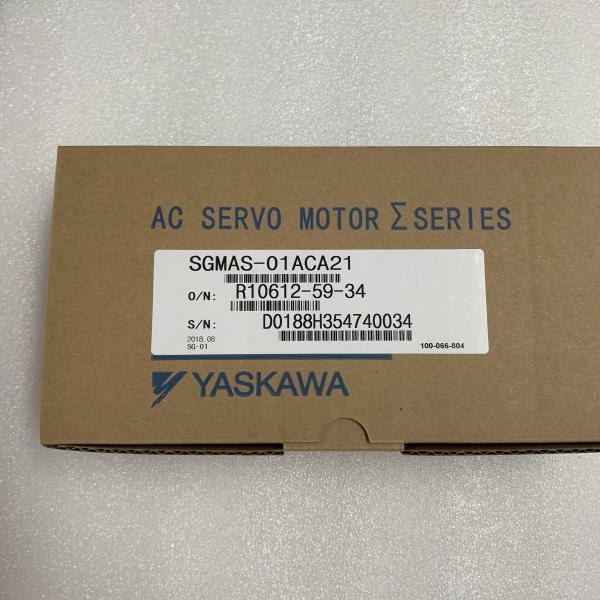 AC SERVO MOTOR Σ SERIES
SGMAS-01ACA21
O/N: R10612-59-34
S/N: D0188H354740034
2018.08
SG-01 100-066-804
YASKAWA